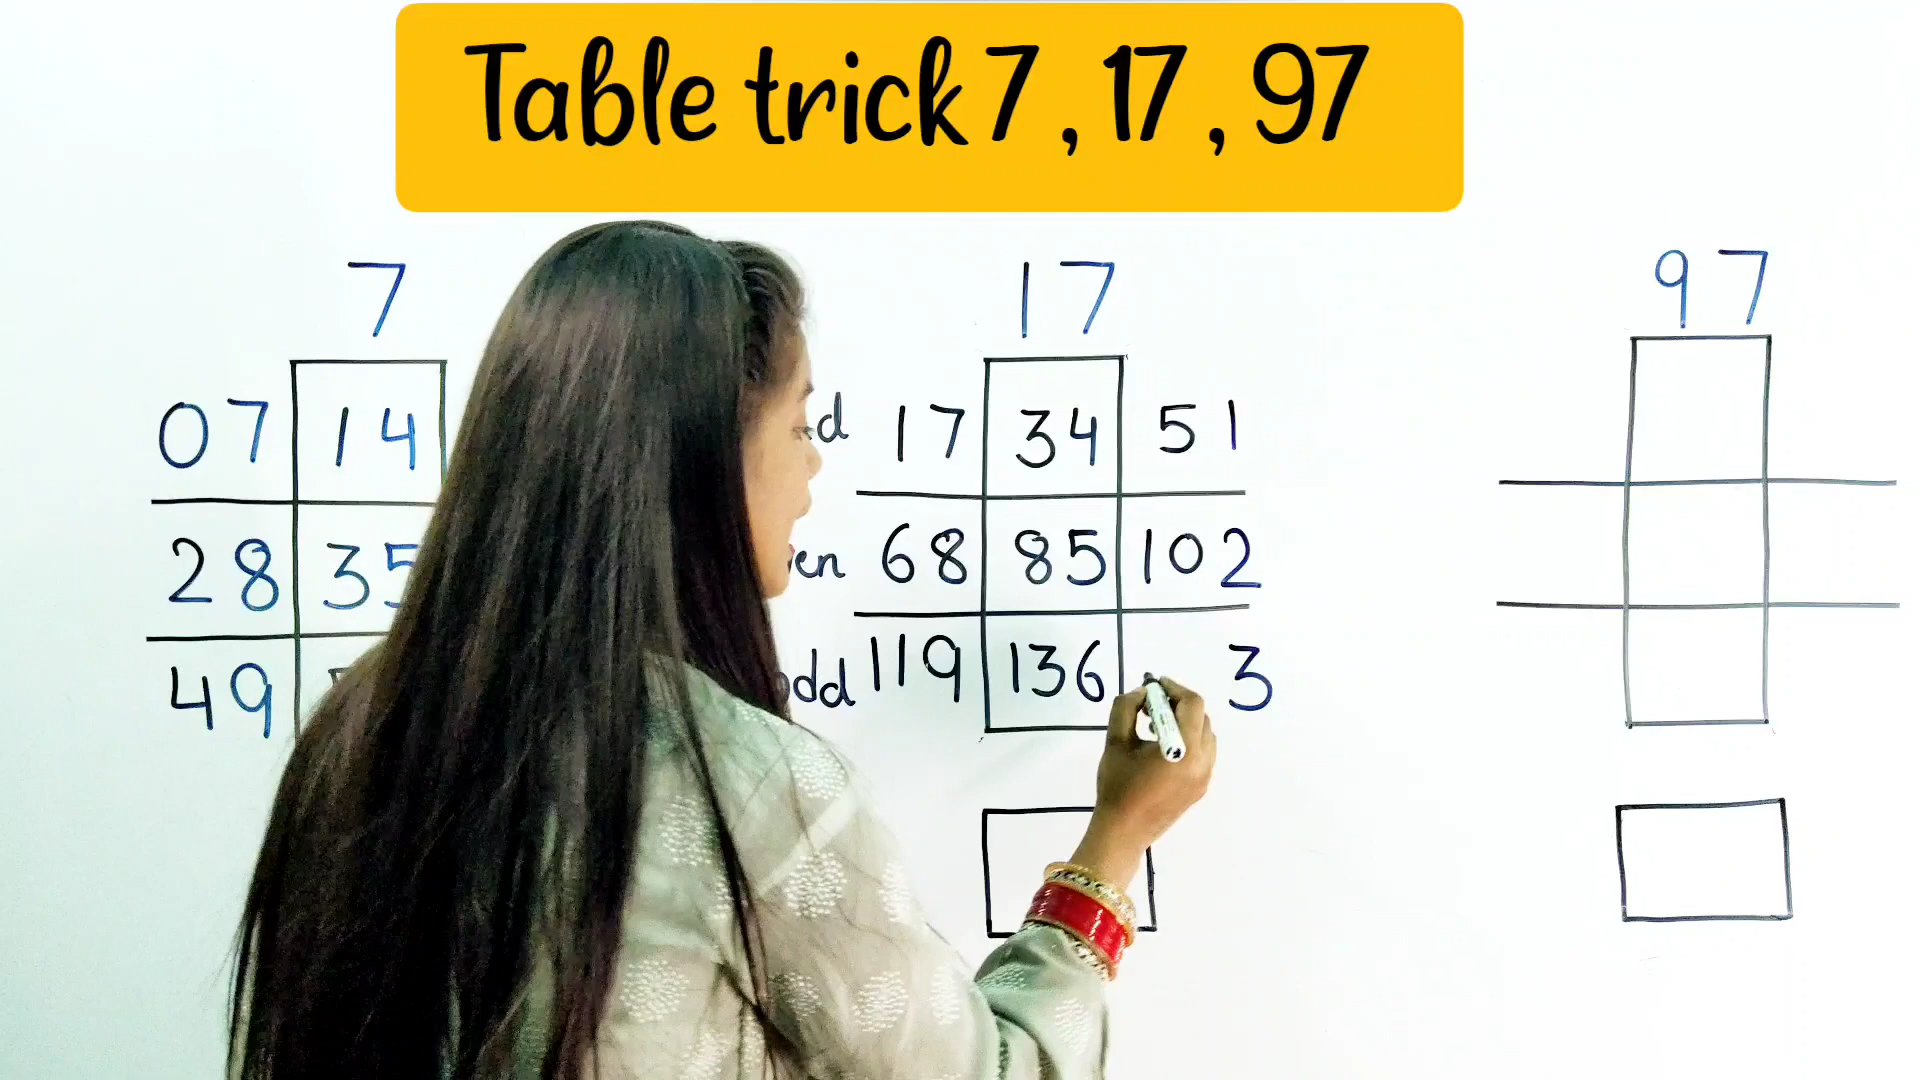 Table trick 7, 17, 97
7 17 97
07 14 d 17 34 51
28 35 en 68 85 102
49 odd 119 136 3